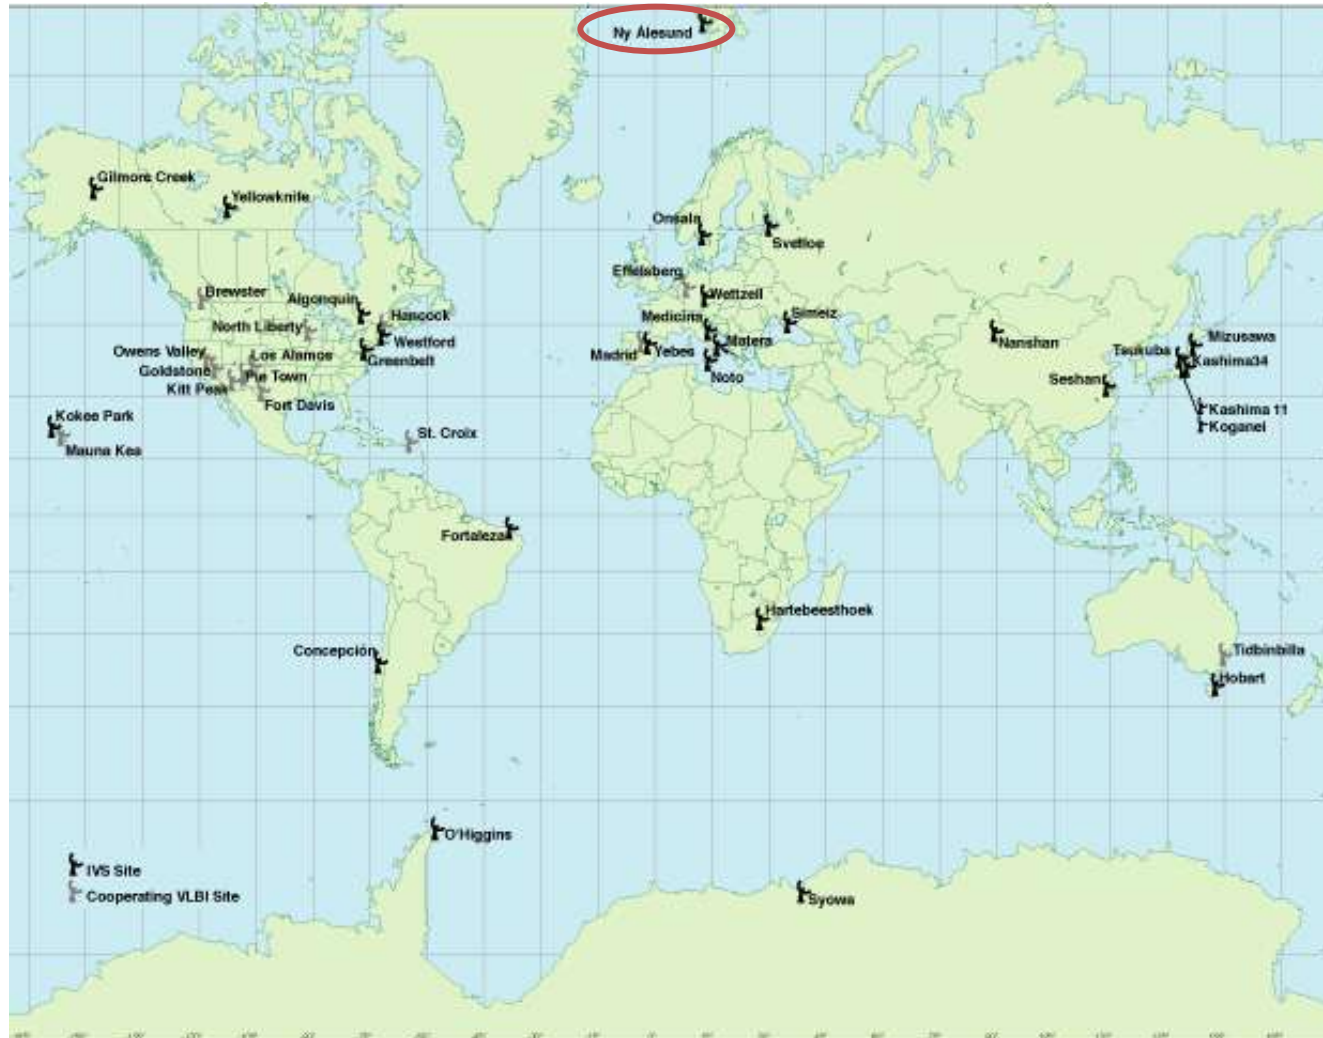 Ny Ålesund
Gilmore Creek
Yellowknife
Onsala
Svetloe
Effelsberg
Brewster
Algonquin
Wettzell
Hancock
Medicina
Simeiz
North Liberty
Westford
Matera
Nanshan
Mizusawa
Owens Valley
Los Alamos
Greenbelt
Madrid
Yebes
Tsukuba
Kashima34
Goldstone
Pie Town
Noto
Seshan
Kitt Peak
Fort Davis
Kashima 11
Kokee Park
Koganei
St. Croix
Mauna Kea
Fortaleza
Hartebeesthoek
Concepción
Tidbinbilla
Hobart
O'Higgins
IVS Site
Cooperating VLBI Site
Syowa